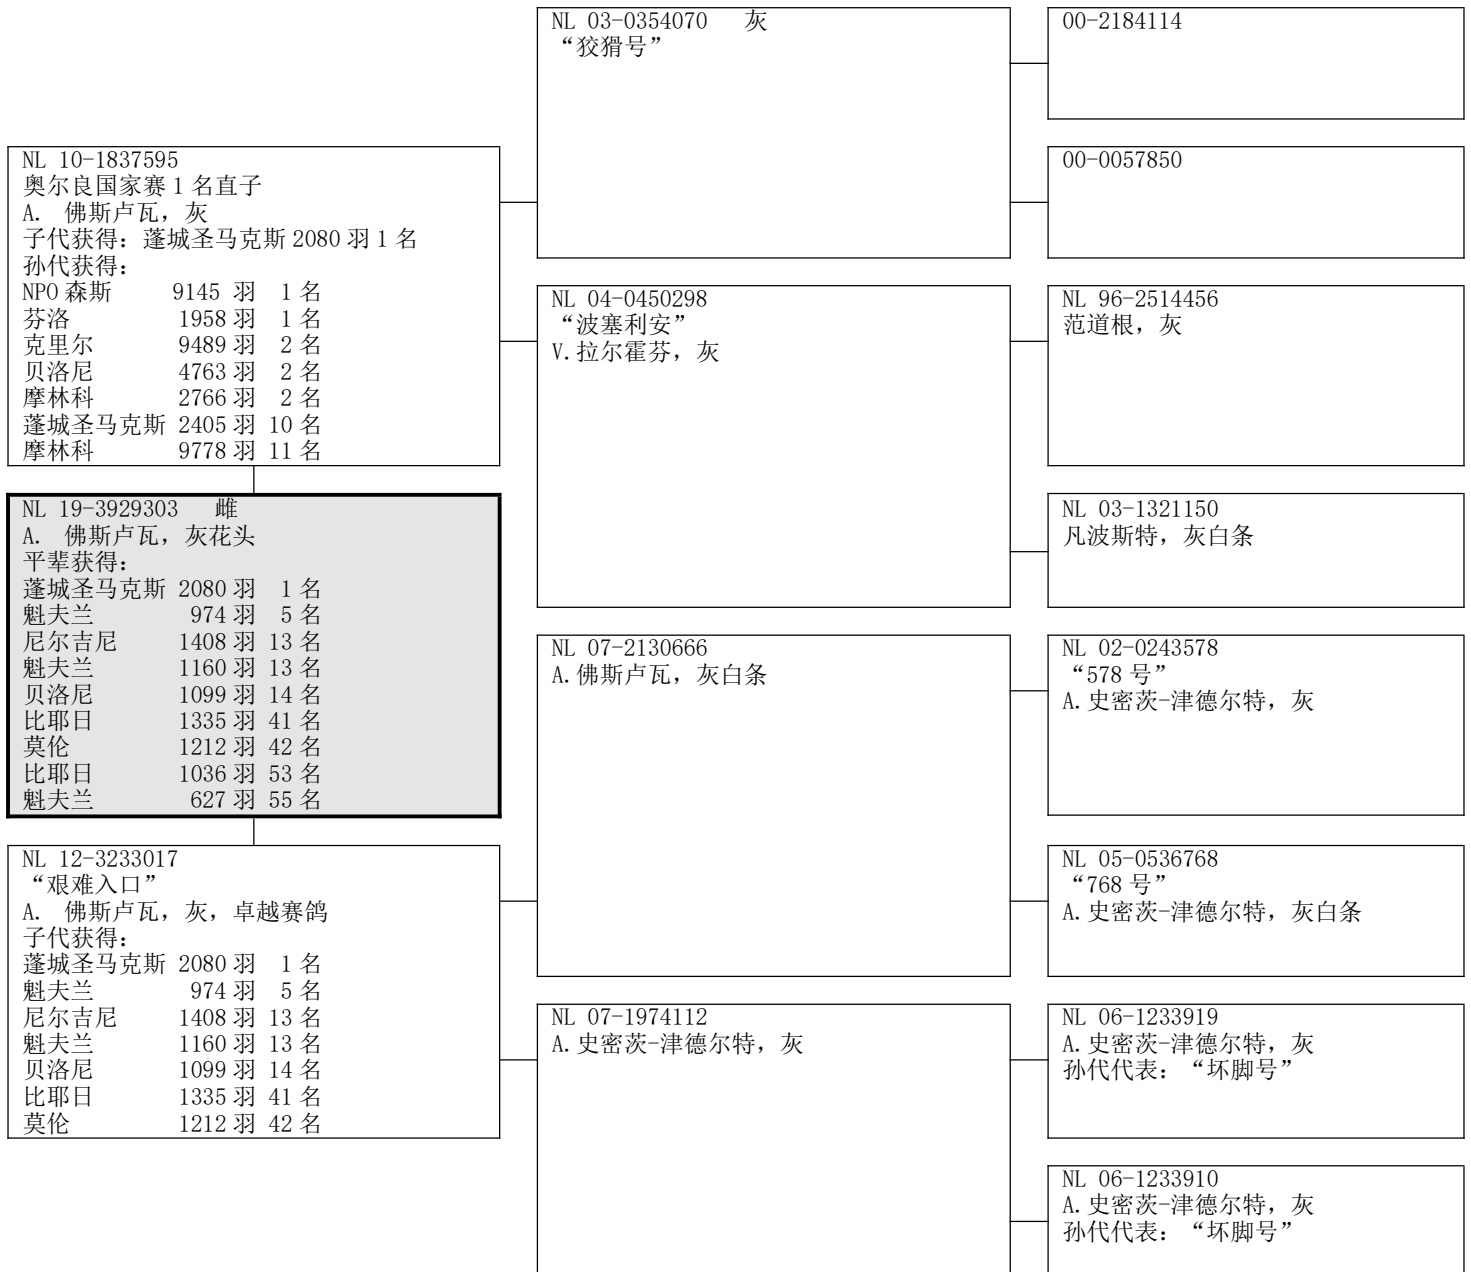 NL 10-1837595
奥尔良国家赛 1 名直子
A. 佛斯卢瓦，灰
子代获得：蓬城圣马克斯 2080 羽 1 名
孙代获得：
NPO 森斯 9145 羽 1 名
芬洛 1958 羽 1 名
克里尔 9489 羽 2 名
贝洛尼 4763 羽 2 名
摩林科 2766 羽 2 名
蓬城圣马克斯 2405 羽 10 名
摩林科 9778 羽 11 名
NL 19-3929303 雌
A. 佛斯卢瓦，灰花头
平辈获得：
蓬城圣马克斯 2080 羽 1 名
魁夫兰 974 羽 5 名
尼尔吉尼 1408 羽 13 名
魁夫兰 1160 羽 13 名
贝洛尼 1099 羽 14 名
比耶日 1335 羽 41 名
莫伦 1212 羽 42 名
比耶日 1036 羽 53 名
魁夫兰 627 羽 55 名
NL 12-3233017
“艰难入口”
A. 佛斯卢瓦，灰，卓越赛鸽
子代获得：
蓬城圣马克斯 2080 羽 1 名
魁夫兰 974 羽 5 名
尼尔吉尼 1408 羽 13 名
魁夫兰 1160 羽 13 名
贝洛尼 1099 羽 14 名
比耶日 1335 羽 41 名
莫伦 1212 羽 42 名
NL 03-0354070 灰
“狡猾号”
NL 04-0450298
“波塞利安”
V.拉尔霍芬，灰
NL 07-2130666
A.佛斯卢瓦，灰白条
NL 07-1974112
A.史密茨-津德尔特，灰
00-2184114
00-0057850
NL 96-2514456
范道根，灰
NL 03-1321150
凡波斯特，灰白条
NL 02-0243578
“578 号”
A.史密茨-津德尔特，灰
NL 05-0536768
“768 号”
A.史密茨-津德尔特，灰白条
NL 06-1233919
A.史密茨-津德尔特，灰
孙代代表：“坏脚号”
NL 06-1233910
A.史密茨-津德尔特，灰
孙代代表：“坏脚号”